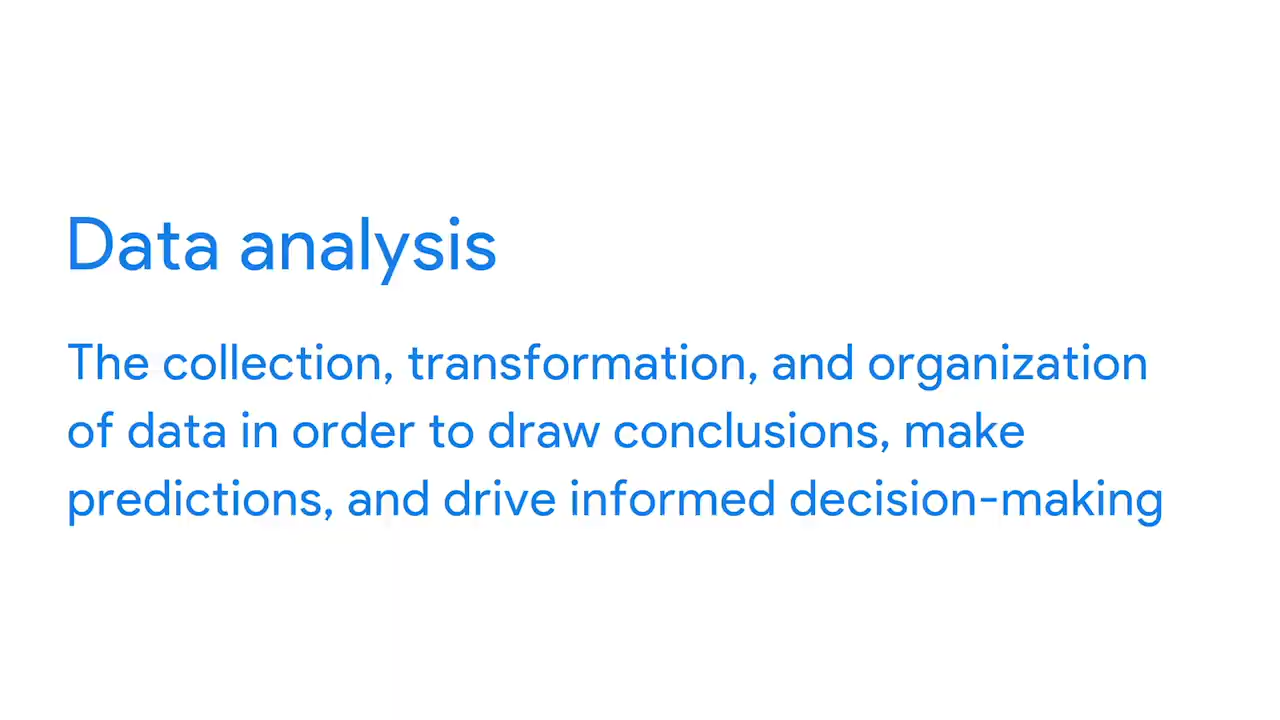 Data analysis
The collection, transformation, and organization
of data in order to draw conclusions, make
predictions, and drive informed decision-making